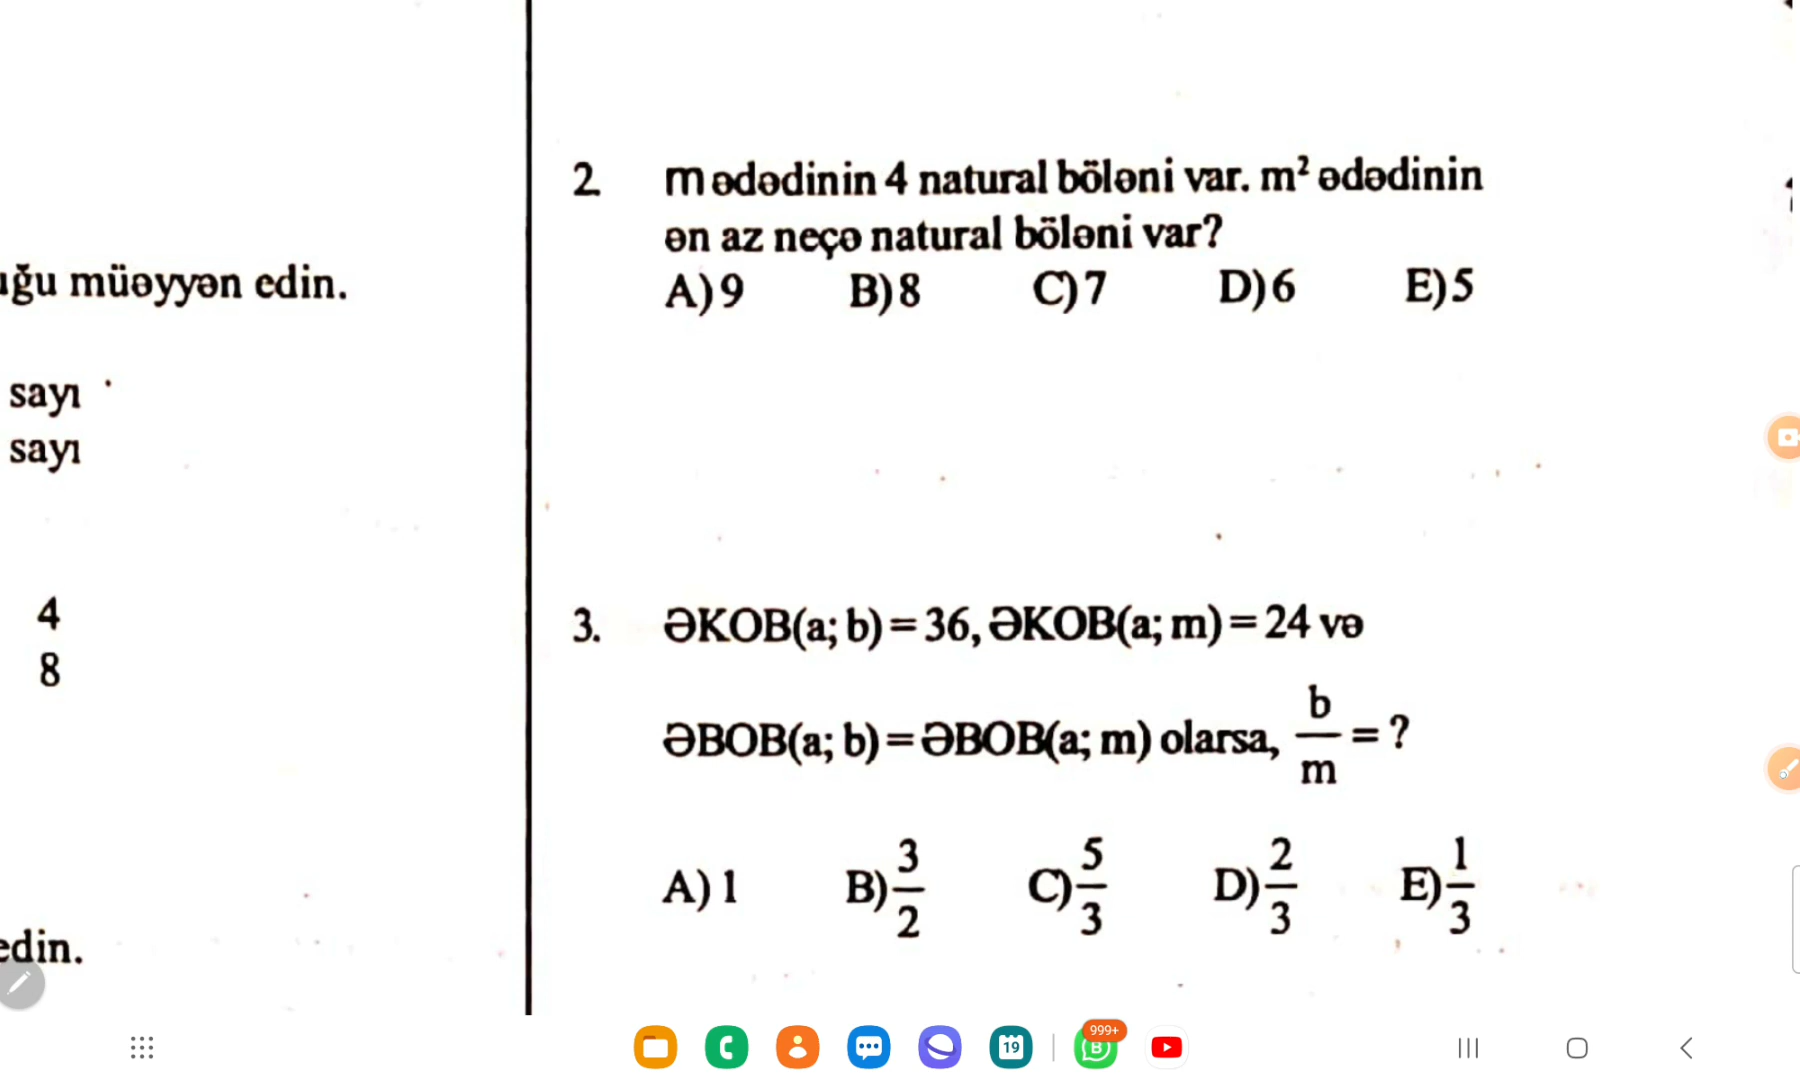 uğu müəyyən edin.
sayı
sayı
4
8
edin.
2. m ədədinin 4 natural böləni var. m² ədədinin
ən az neçə natural böləni var?
A) 9 B) 8 C) 7 D) 6 E) 5
3. ƏKOB(a; b) = 36, ƏKOB(a; m) = 24 və
ƏBOB(a; b) = ƏBOB(a; m) olarsa, b/m = ?
A) 1 B) 3/2 C) 5/3 D) 2/3 E) 1/3
19
999+
B